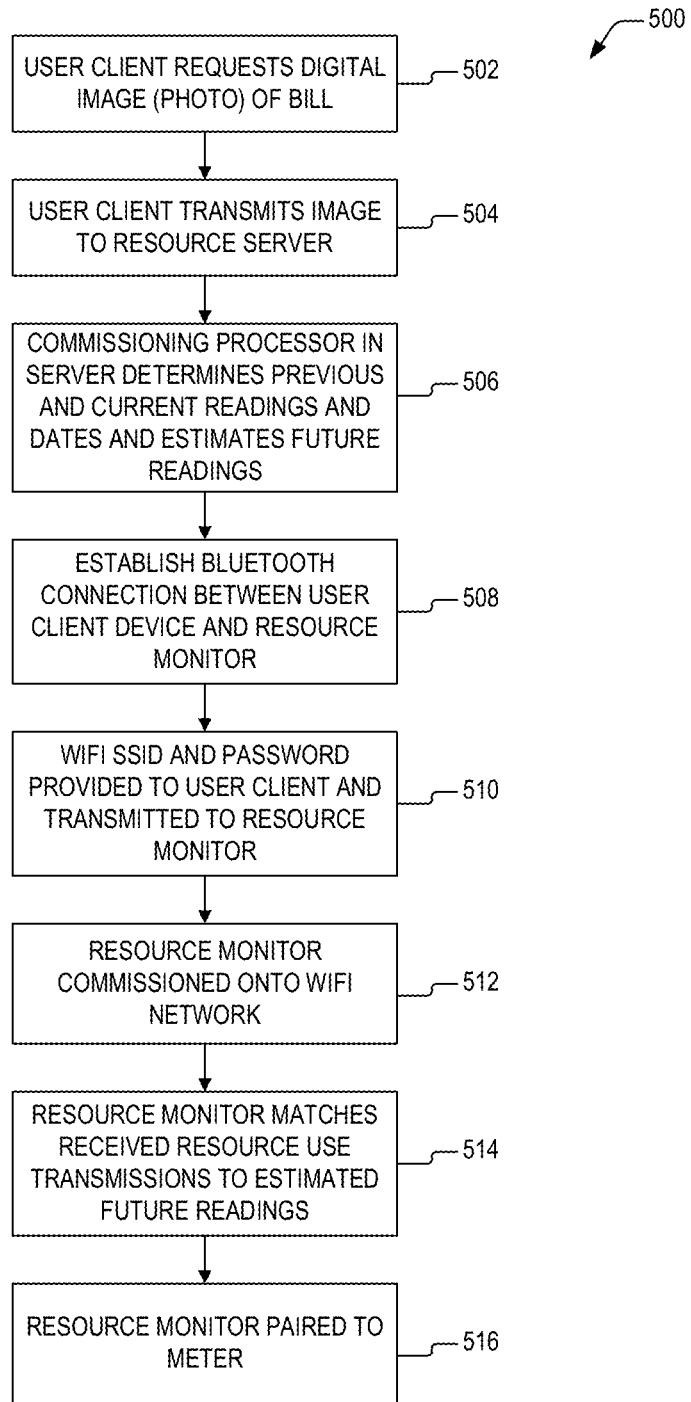 500
USER CLIENT REQUESTS DIGITAL
IMAGE (PHOTO) OF BILL
502
USER CLIENT TRANSMITS IMAGE
TO RESOURCE SERVER
504
COMMISSIONING PROCESSOR IN
SERVER DETERMINES PREVIOUS
AND CURRENT READINGS AND
DATES AND ESTIMATES FUTURE
READINGS
506
ESTABLISH BLUETOOTH
CONNECTION BETWEEN USER
CLIENT DEVICE AND RESOURCE
MONITOR
508
WIFI SSID AND PASSWORD
PROVIDED TO USER CLIENT AND
TRANSMITTED TO RESOURCE
MONITOR
510
RESOURCE MONITOR
COMMISSIONED ONTO WIFI
NETWORK
512
RESOURCE MONITOR MATCHES
RECEIVED RESOURCE USE
TRANSMISSIONS TO ESTIMATED
FUTURE READINGS
514
RESOURCE MONITOR PAIRED TO
METER
516